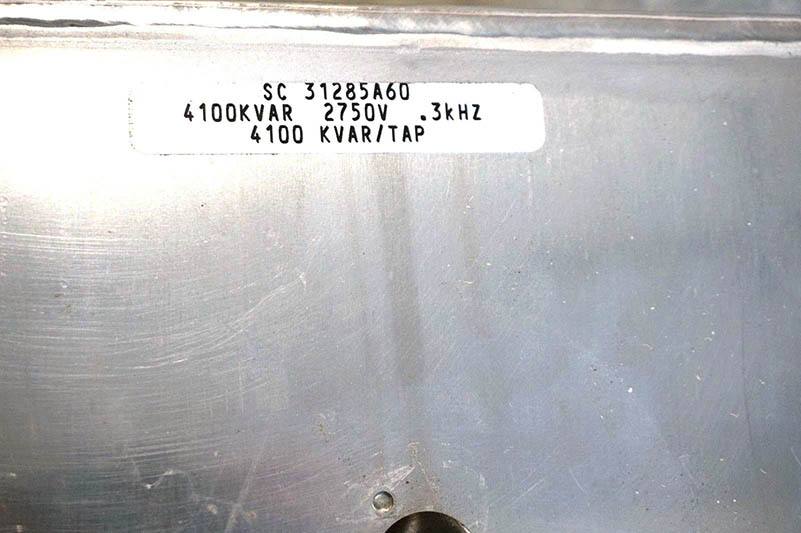 SC 31285A60
4100KVAR 2750V .3kHZ
4100 KVAR/TAP